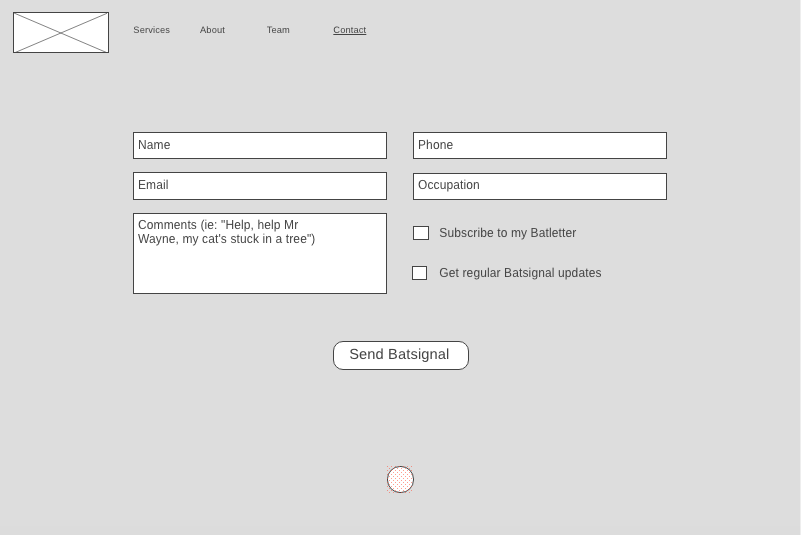 Services About Team Contact
Name
Phone
Email
Occupation
Comments (ie: "Help, help Mr
Wayne, my cat's stuck in a tree")
Subscribe to my Batletter
Get regular Batsignal updates
Send Batsignal